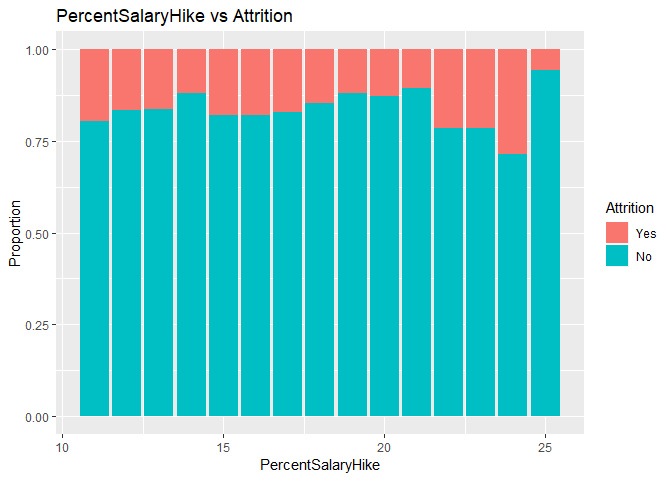 PercentSalaryHike vs Attrition
1.00
0.75
0.50
0.25
0.00
Proportion
10
15
20
25
PercentSalaryHike
Attrition
Yes
No